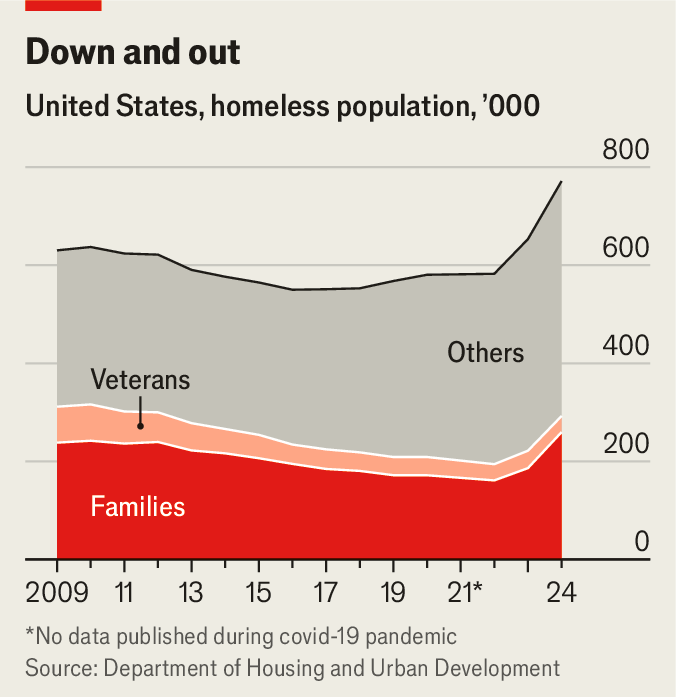 Down and out
United States, homeless population, ’000
800
600
400
200
0
Others
Veterans
Families
2009 11 13 15 17 19 21* 24
*No data published during covid-19 pandemic
Source: Department of Housing and Urban Development